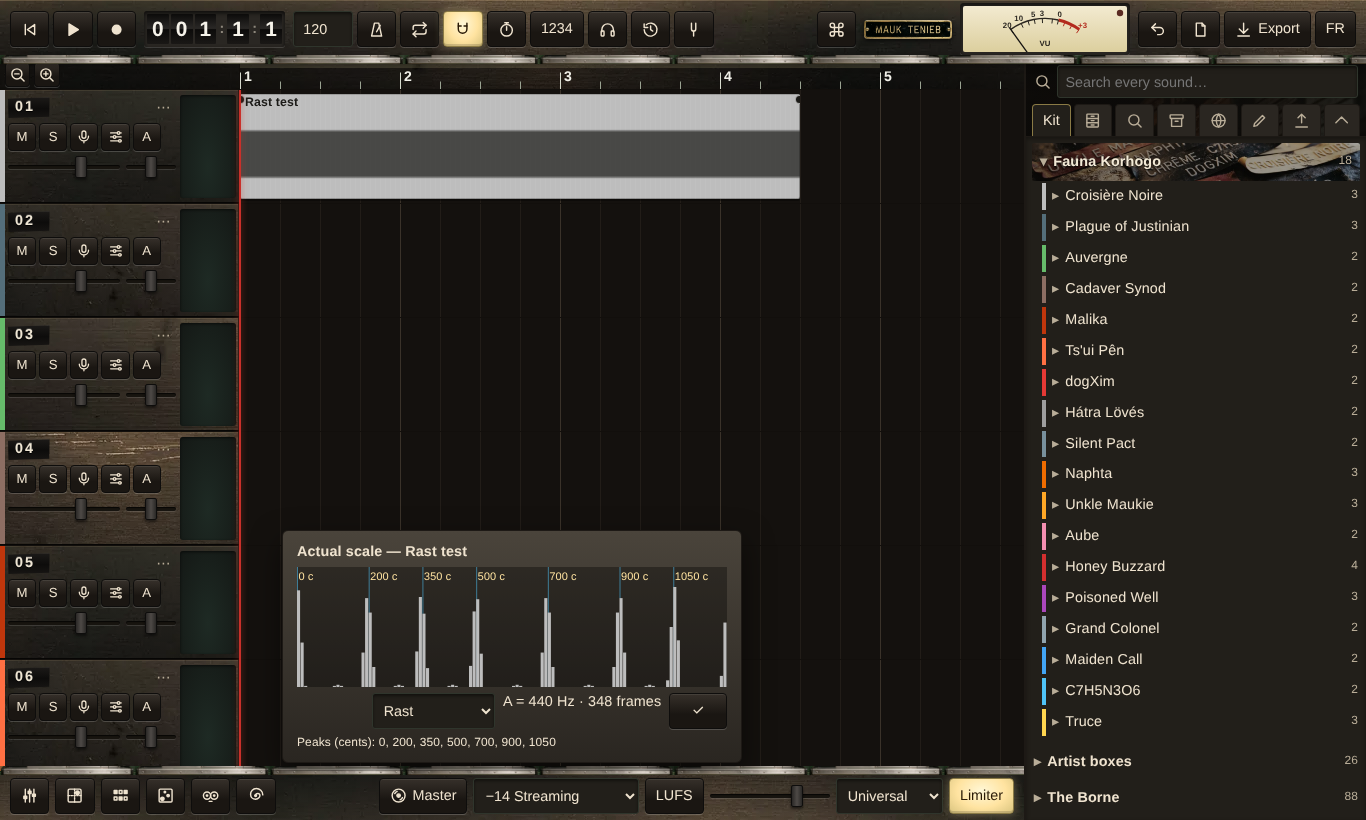 0 0 1 : 1 : 1
120
1234
MAUK TENIEB
20 10 5 3 0 +3
VU
Export
FR
1 2 3 4 5
Search every sound…
01
M S A
Rast test
Kit
Fauna Korhogo 18
Croisière Noire 3
02
M S A
Plague of Justinian 3
Auvergne 2
Cadaver Synod 2
03
M S A
Malika 2
Ts'ui Pên 2
dogXim 2
Hátra Lövés 2
04
M S A
Silent Pact 2
Naphta 3
Unkle Maukie 3
Aube 2
05
M S A
Honey Buzzard 4
Poisoned Well 3
Grand Colonel 2
06
M S A
Maiden Call 2
C7H5N3O6 2
Truce 3
Artist boxes 26
The Borne 88
Actual scale — Rast test
0 c 200 c 350 c 500 c 700 c 900 c 1050 c
Rast
A = 440 Hz · 348 frames
Peaks (cents): 0, 200, 350, 500, 700, 900, 1050
Master
−14 Streaming
LUFS
Universal
Limiter